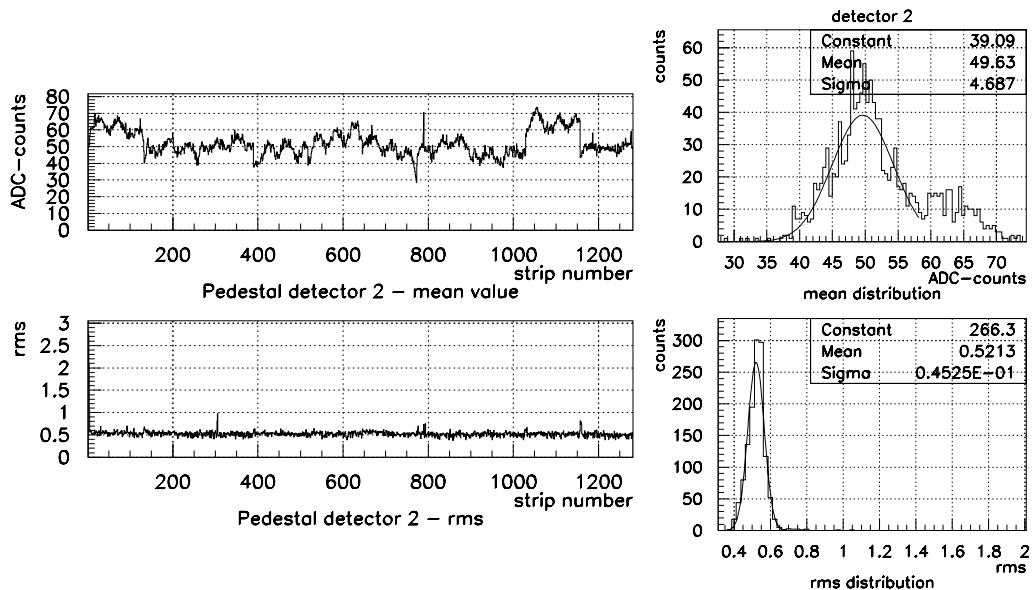 ADC-counts
80
70
60
50
40
30
20
10
0
200 400 600 800 1000 1200
strip number
Pedestal detector 2 - mean value
detector 2
counts
60
50
40
30
20
10
0
Constant 39.09
Mean 49.63
Sigma 4.687
30 35 40 45 50 55 60 65 70
ADC-counts
mean distribution
rms
3
2.5
2
1.5
1
0.5
0
200 400 600 800 1000 1200
strip number
Pedestal detector 2 - rms
counts
300
250
200
150
100
50
0
Constant 266.3
Mean 0.5213
Sigma 0.4525E-01
0.4 0.6 0.8 1 1.2 1.4 1.6 1.8 2
rms
rms distribution